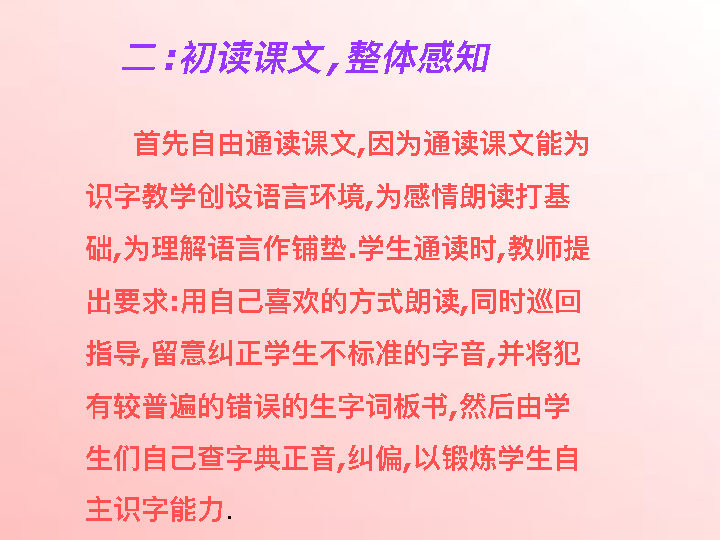 二:初读课文,整体感知
首先自由通读课文,因为通读课文能为
识字教学创设语言环境,为感情朗读打基
础,为理解语言作铺垫.学生通读时,教师提
出要求:用自己喜欢的方式朗读,同时巡回
指导,留意纠正学生不标准的字音,并将犯
有较普遍的错误的生字词板书,然后由学
生们自己查字典正音,纠偏,以锻炼学生自
主识字能力.